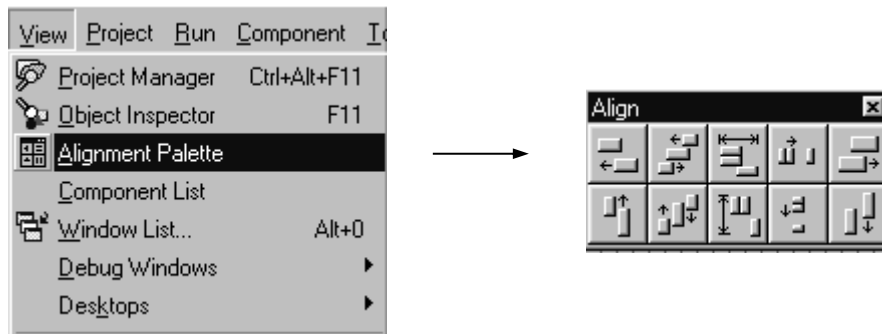 View Project Run Component
Project Manager Ctrl+Alt+F11
Object Inspector F11
Alignment Palette
Component List
Window List... Alt+0
Debug Windows
Desktops
Align